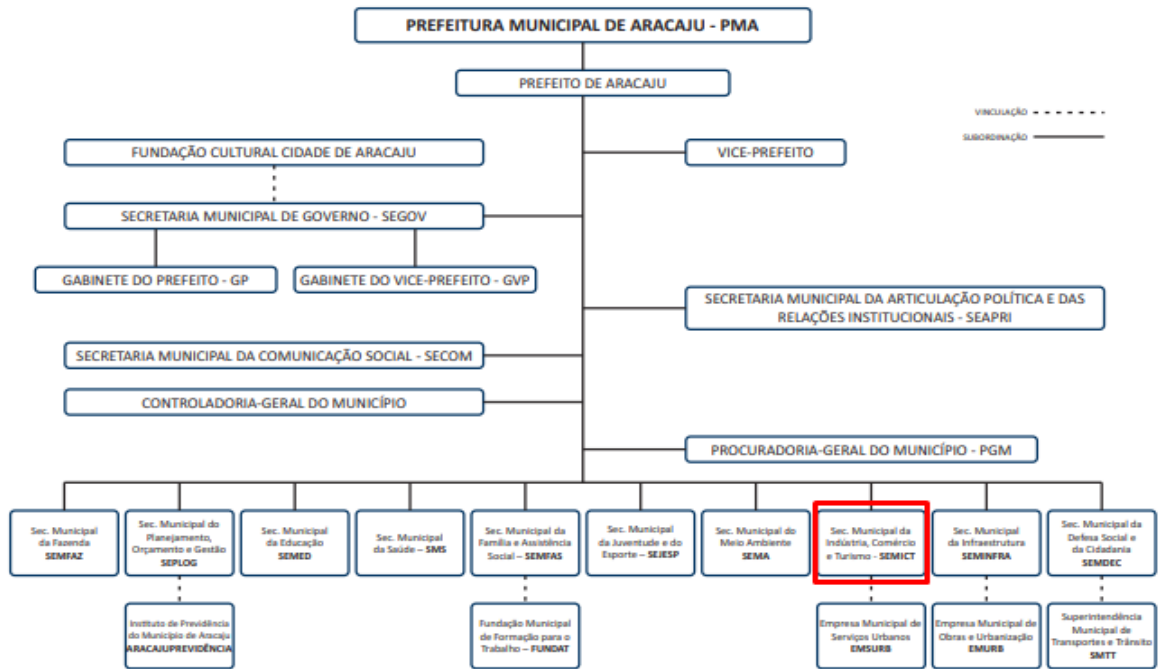 PREFEITURA MUNICIPAL DE ARACAJU - PMA
PREFEITO DE ARACAJU
VINCULAÇÃO
SUBORDINAÇÃO
FUNDAÇÃO CULTURAL CIDADE DE ARACAJU
VICE-PREFEITO
SECRETARIA MUNICIPAL DE GOVERNO - SEGOV
GABINETE DO PREFEITO - GP
GABINETE DO VICE-PREFEITO - GVP
SECRETARIA MUNICIPAL DA ARTICULAÇÃO POLÍTICA E DAS
RELAÇÕES INSTITUCIONAIS - SEAPRI
SECRETARIA MUNICIPAL DA COMUNICAÇÃO SOCIAL - SECOM
CONTROLADORIA-GERAL DO MUNICÍPIO
PROCURADORIA-GERAL DO MUNICÍPIO - PGM
Sec. Municipal
da Fazenda
SEMFAZ
Sec. Municipal do
Planejamento,
Orçamento e Gestão
SEPLOG
Sec. Municipal
da Educação
SEMED
Sec. Municipal
da Saúde – SMS
Sec. Municipal da
Família e Assistência
Social – SEMFAS
Sec. Municipal
da Juventude e do
Esporte – SEJESP
Sec. Municipal do
Meio Ambiente
SEMA
Sec. Municipal da
Indústria, Comércio
e Turismo - SEMICT
Sec. Municipal
da Infraestrutura
SEMINFRA
Sec. Municipal da
Defesa Social e
da Cidadania
SEMDEC
Instituto de Previdência
do Município de Aracaju
ARACAJUPREVIDÊNCIA
Fundação Municipal
de Formação para o
Trabalho – FUNDAT
Empresa Municipal de
Serviços Urbanos
EMSURB
Empresa Municipal de
Obras e Urbanização
EMURB
Superintendência
Municipal de
Transportes e Trânsito
SMTT